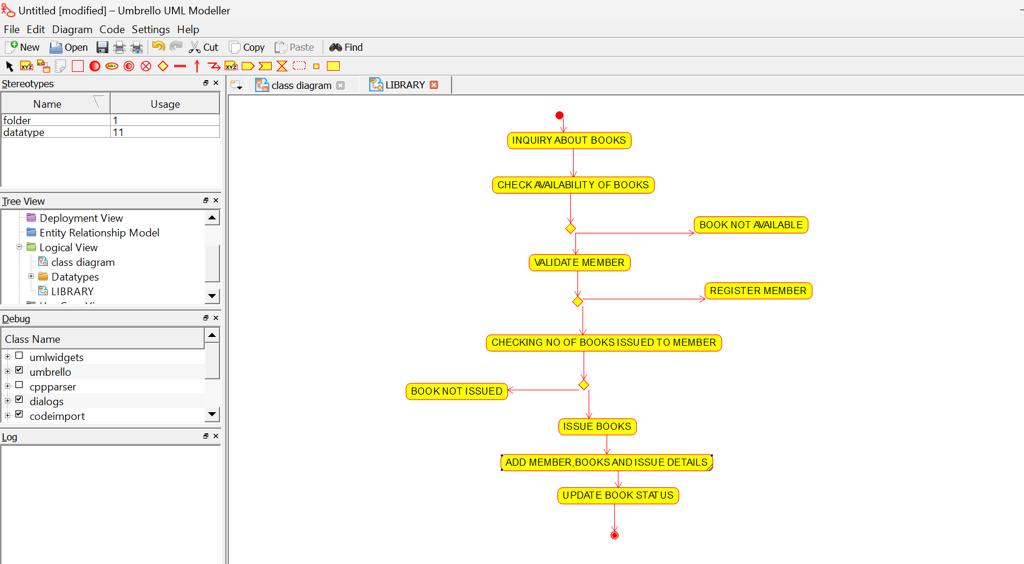 Untitled [modified] – Umbrello UML Modeller
File Edit Diagram Code Settings Help
New Open Cut Copy Paste Find
Stereotypes
Name Usage
folder 1
datatype 11
Tree View
Deployment View
Entity Relationship Model
Logical View
class diagram
Datatypes
LIBRARY
Debug
Class Name
umlwidgets
umbrello
cppparser
dialogs
codeimport
Log
class diagram LIBRARY
INQUIRY ABOUT BOOKS
CHECK AVAILABILITY OF BOOKS
BOOK NOT AVAILABLE
VALIDATE MEMBER
REGISTER MEMBER
CHECKING NO OF BOOKS ISSUED TO MEMBER
BOOK NOT ISSUED
ISSUE BOOKS
ADD MEMBER,BOOKS AND ISSUE DETAILS
UPDATE BOOK STATUS